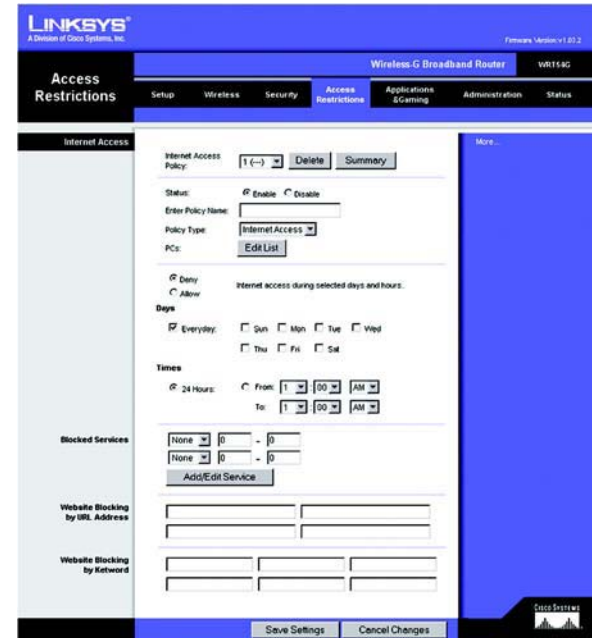 LINKSYS®
A Division of Cisco Systems, Inc.
Firmware Version: v1.00.2
Wireless-G Broadband Router WRT54G
Access Restrictions
Setup Wireless Security Access Restrictions Applications &Gaming Administration Status
Internet Access
More...
Internet Access Policy: 1 (---) Delete Summary
Status: Enable Disable
Enter Policy Name:
Policy Type: Internet Access
PCs: Edit List
Deny
Allow
Internet access during selected days and hours.
Days
Everyday: Sun Mon Tue Wed
Thu Fri Sat
Times
24 Hours: From: 1 : 00 AM
To: 1 : 00 AM
Blocked Services
None 0 - 0
None 0 - 0
Add/Edit Service
Website Blocking by URL Address
Website Blocking by Ketword
Save Settings Cancel Changes
CISCO SYSTEMS